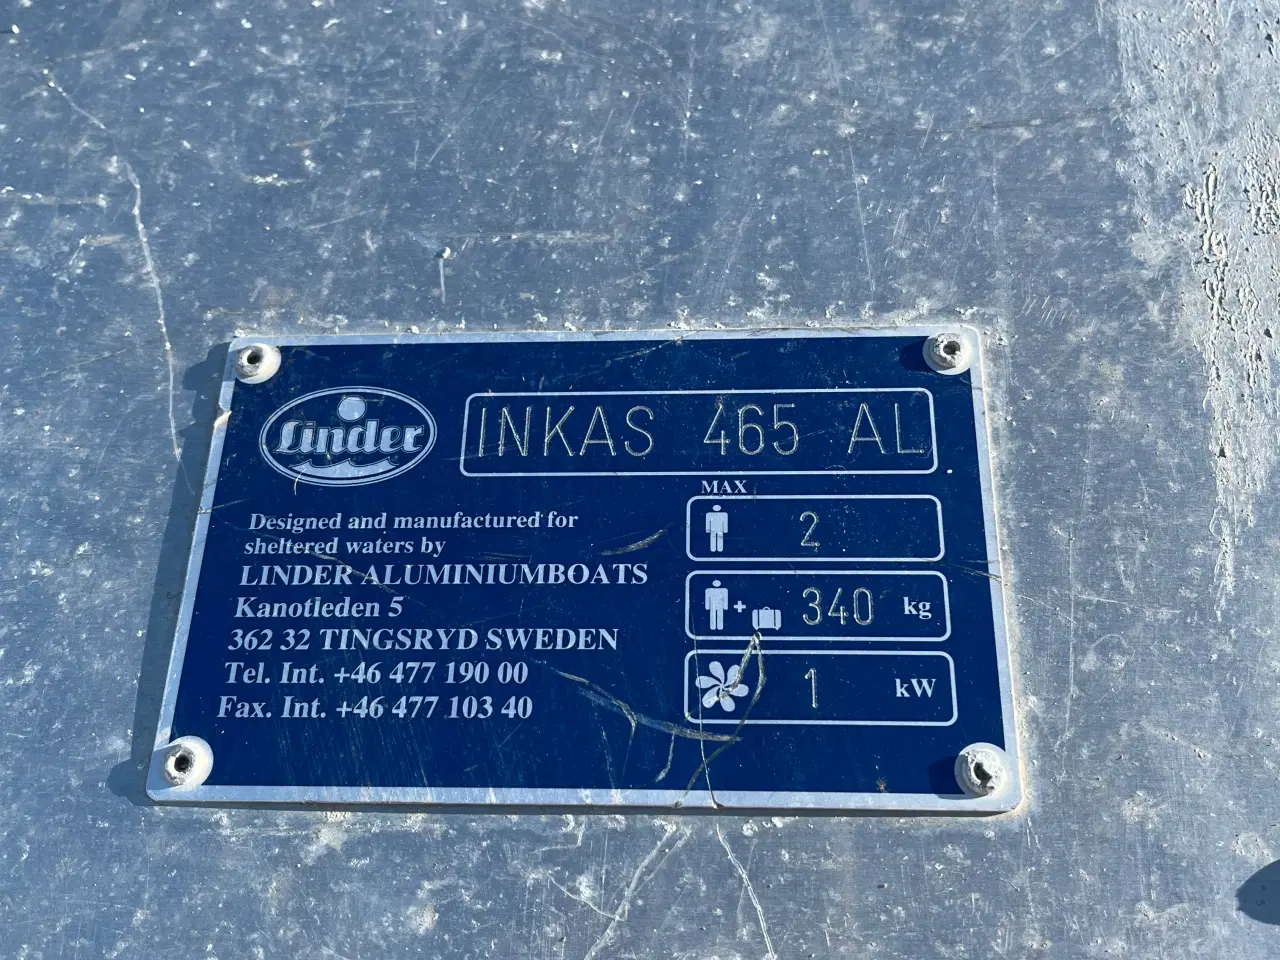 Linder
INKAS 465 AL
MAX
2
340 kg
1 kW
Designed and manufactured for
sheltered waters by
LINDER ALUMINIUMBOATS
Kanotleden 5
362 32 TINGSRYD SWEDEN
Tel. Int. +46 477 190 00
Fax. Int. +46 477 103 40